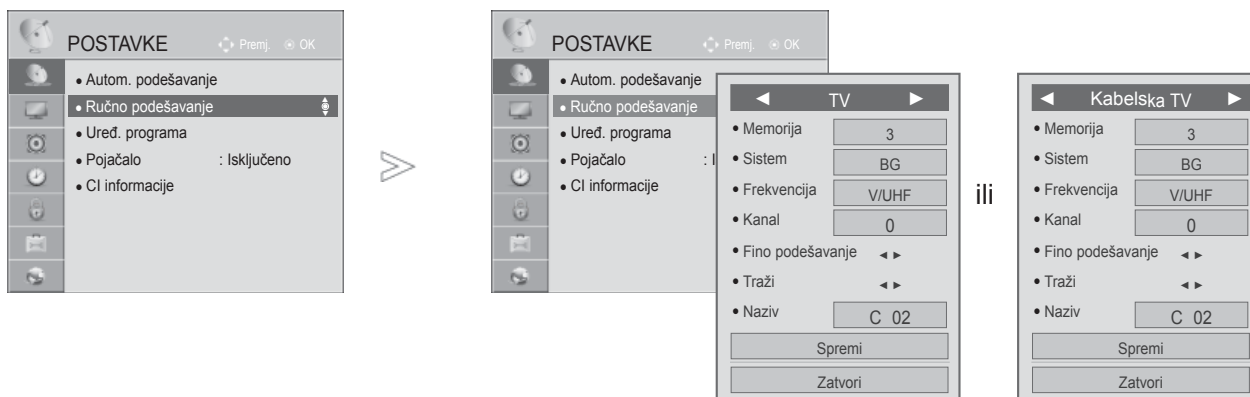 POSTAVKE Premj. OK
• Autom. podešavanje
• Ručno podešavanje
• Uređ. programa
• Pojačalo : Isključeno
• CI informacije
POSTAVKE Premj. OK
• Autom. podešavanje
• Ručno podešavanje
• Uređ. programa
• Pojačalo : I
• CI informacije
◄ TV ►
• Memorija 3
• Sistem BG
• Frekvencija V/UHF
• Kanal 0
• Fino podešavanje ◄ ►
• Traži ◄ ►
• Naziv C 02
Spremi
Zatvori
ili
◄ Kabelska TV ►
• Memorija 3
• Sistem BG
• Frekvencija V/UHF
• Kanal 0
• Fino podešavanje ◄ ►
• Traži ◄ ►
• Naziv C 02
Spremi
Zatvori